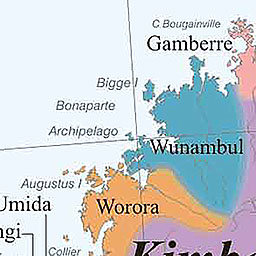 C Bougainville
Gamberre
Bigge I
Bonaparte
Archipelago
Wunambul
Augustus I
Umida
Worora
ngi
Collier
Kimb